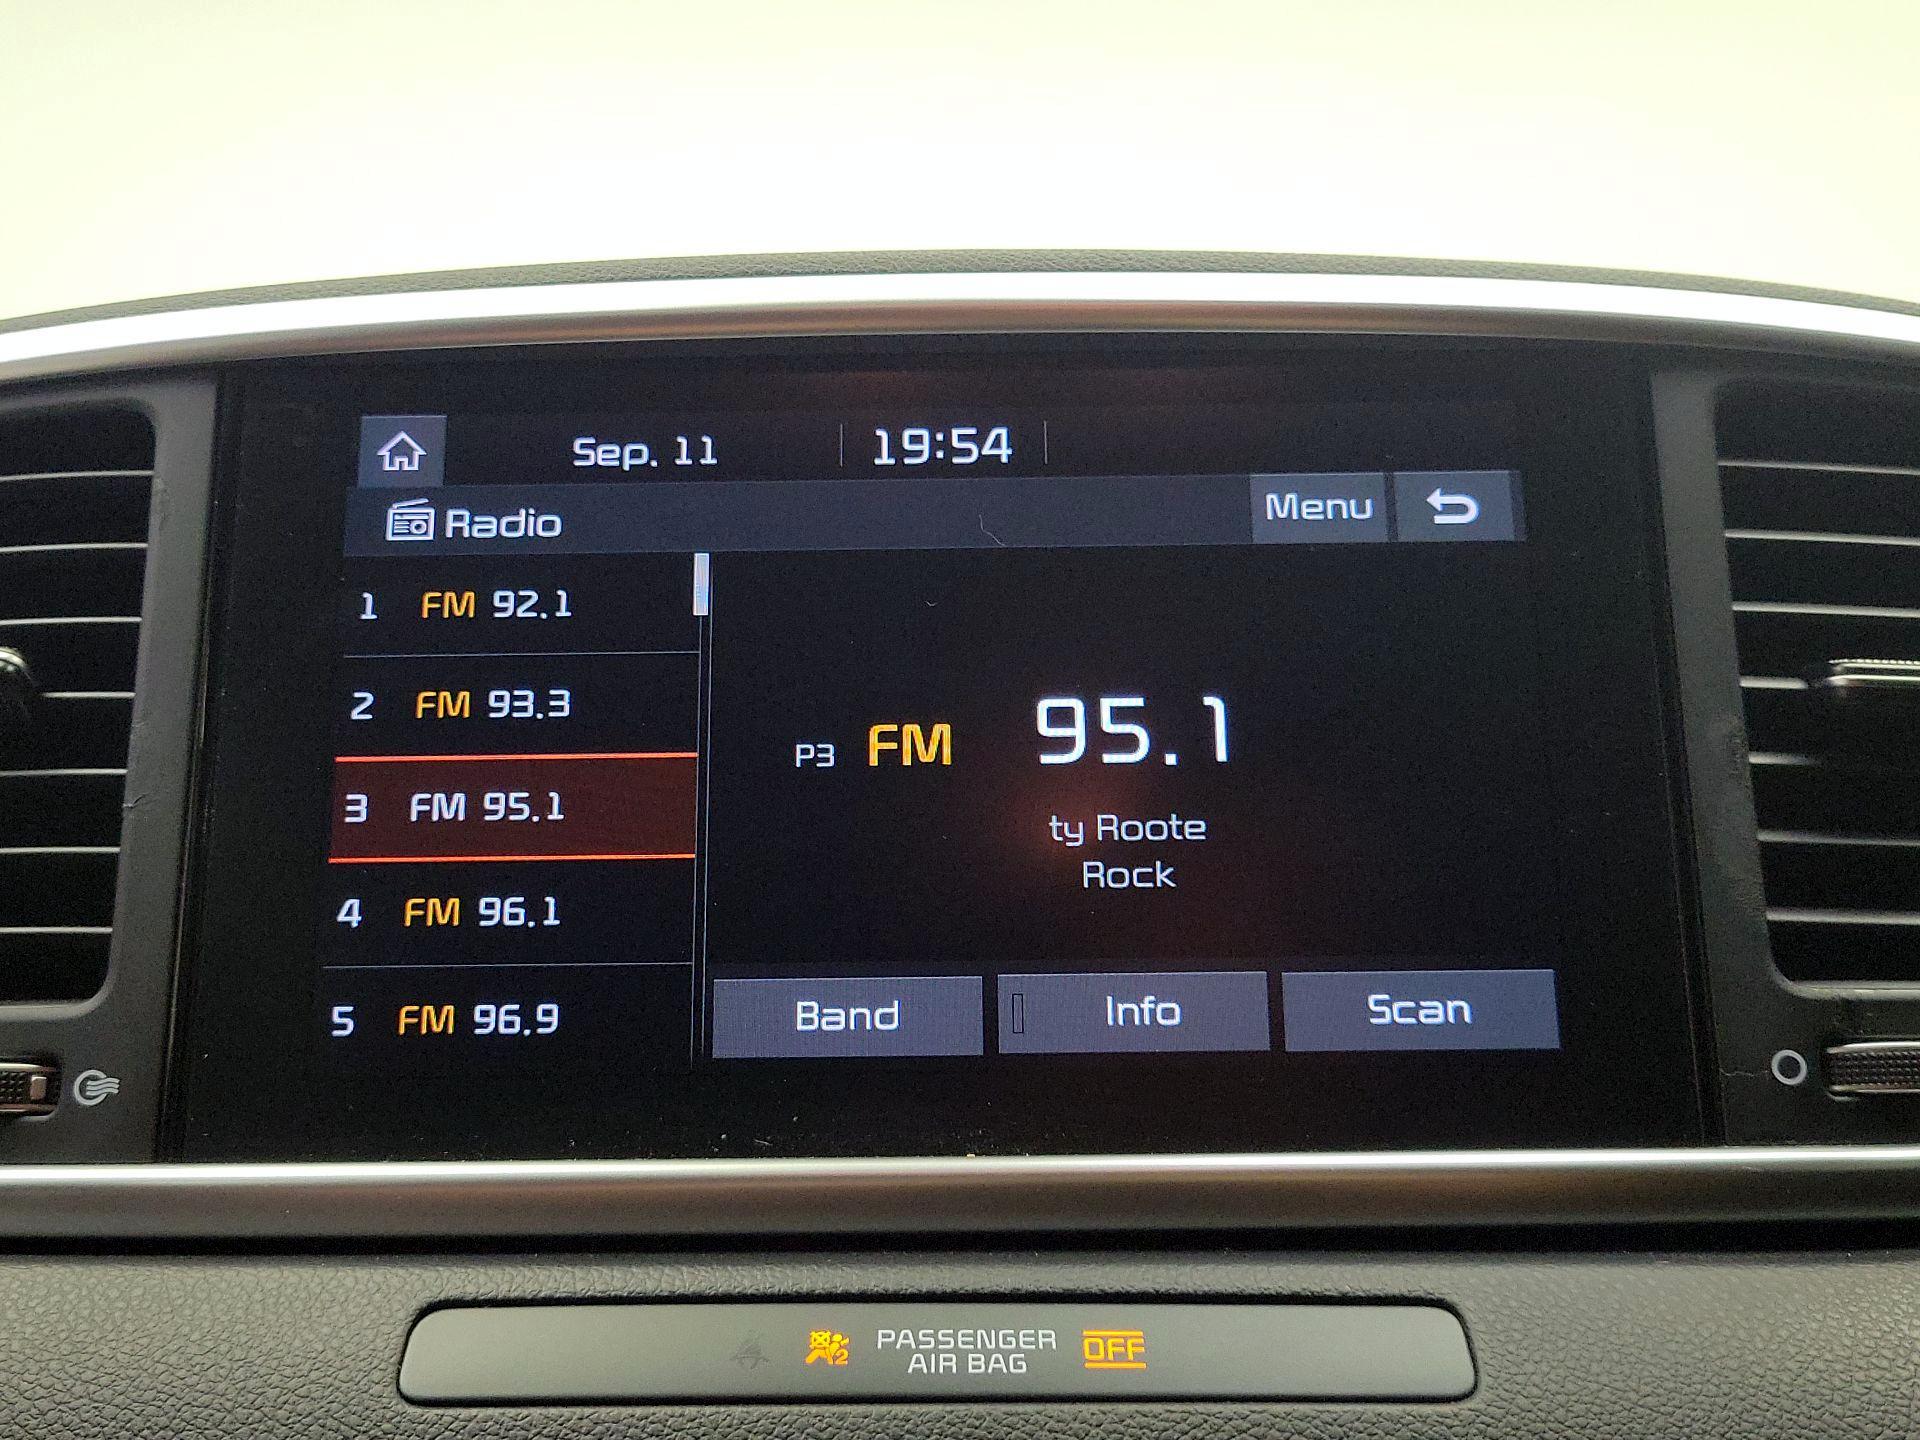 Sep. 11
19:54
Radio
Menu
1 FM 92.1
2 FM 93.3
3 FM 95.1
4 FM 96.1
5 FM 96.9
P3 FM 95.1
ty Roote
Rock
Band
Info
Scan
2
PASSENGER
AIR BAG
OFF